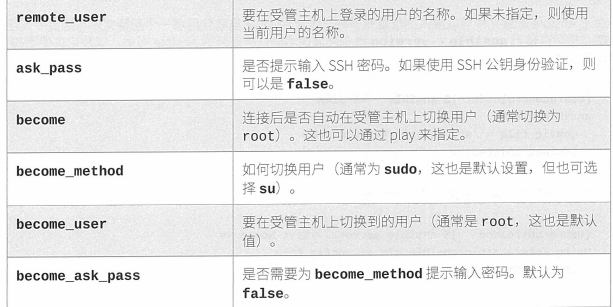 remote_user
要在受管主机上登录的用户的名称。如果未指定，则使用
当前用户的名称。
ask_pass
是否提示输入 SSH 密码。如果使用 SSH 公钥身份验证，则
可以是 false。
become
连接后是否自动在受管主机上切换用户（通常切换为
root）。这也可以通过 play 来指定。
become_method
如何切换用户（通常为 sudo，这也是默认设置，但也可选
择 su）。
become_user
要在受管主机上切换到的用户（通常是 root，这也是默认
值）。
become_ask_pass
是否需要为 become_method 提示输入密码。默认为
false。